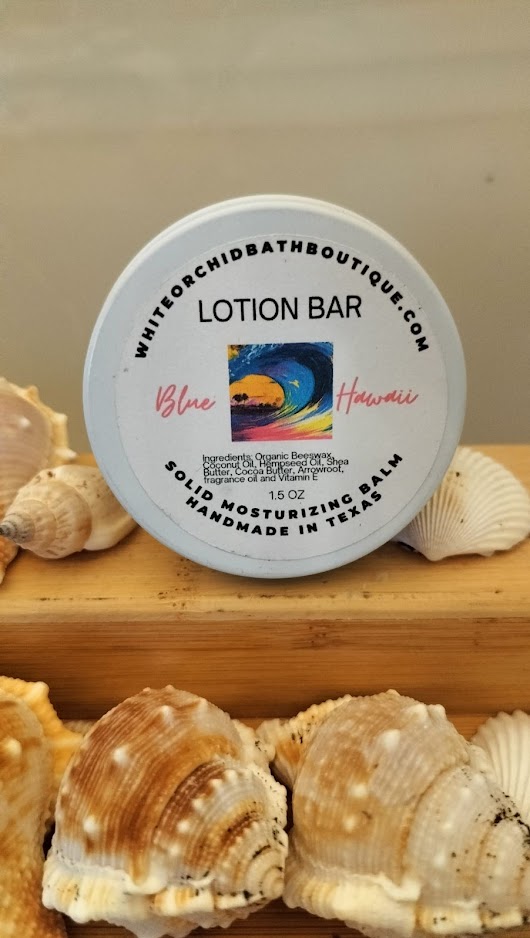 WHITEORCHIDBATHBOUTIQUE.COM
LOTION BAR
Blue Hawaii
Ingredients: Organic Beeswax,
Coconut Oil, Hempseed Oil, Shea
Butter, Cocoa Butter, Arrowroot,
fragrance oil and Vitamin E
1.5 OZ
SOLID MOSTURIZING BALM
HANDMADE IN TEXAS